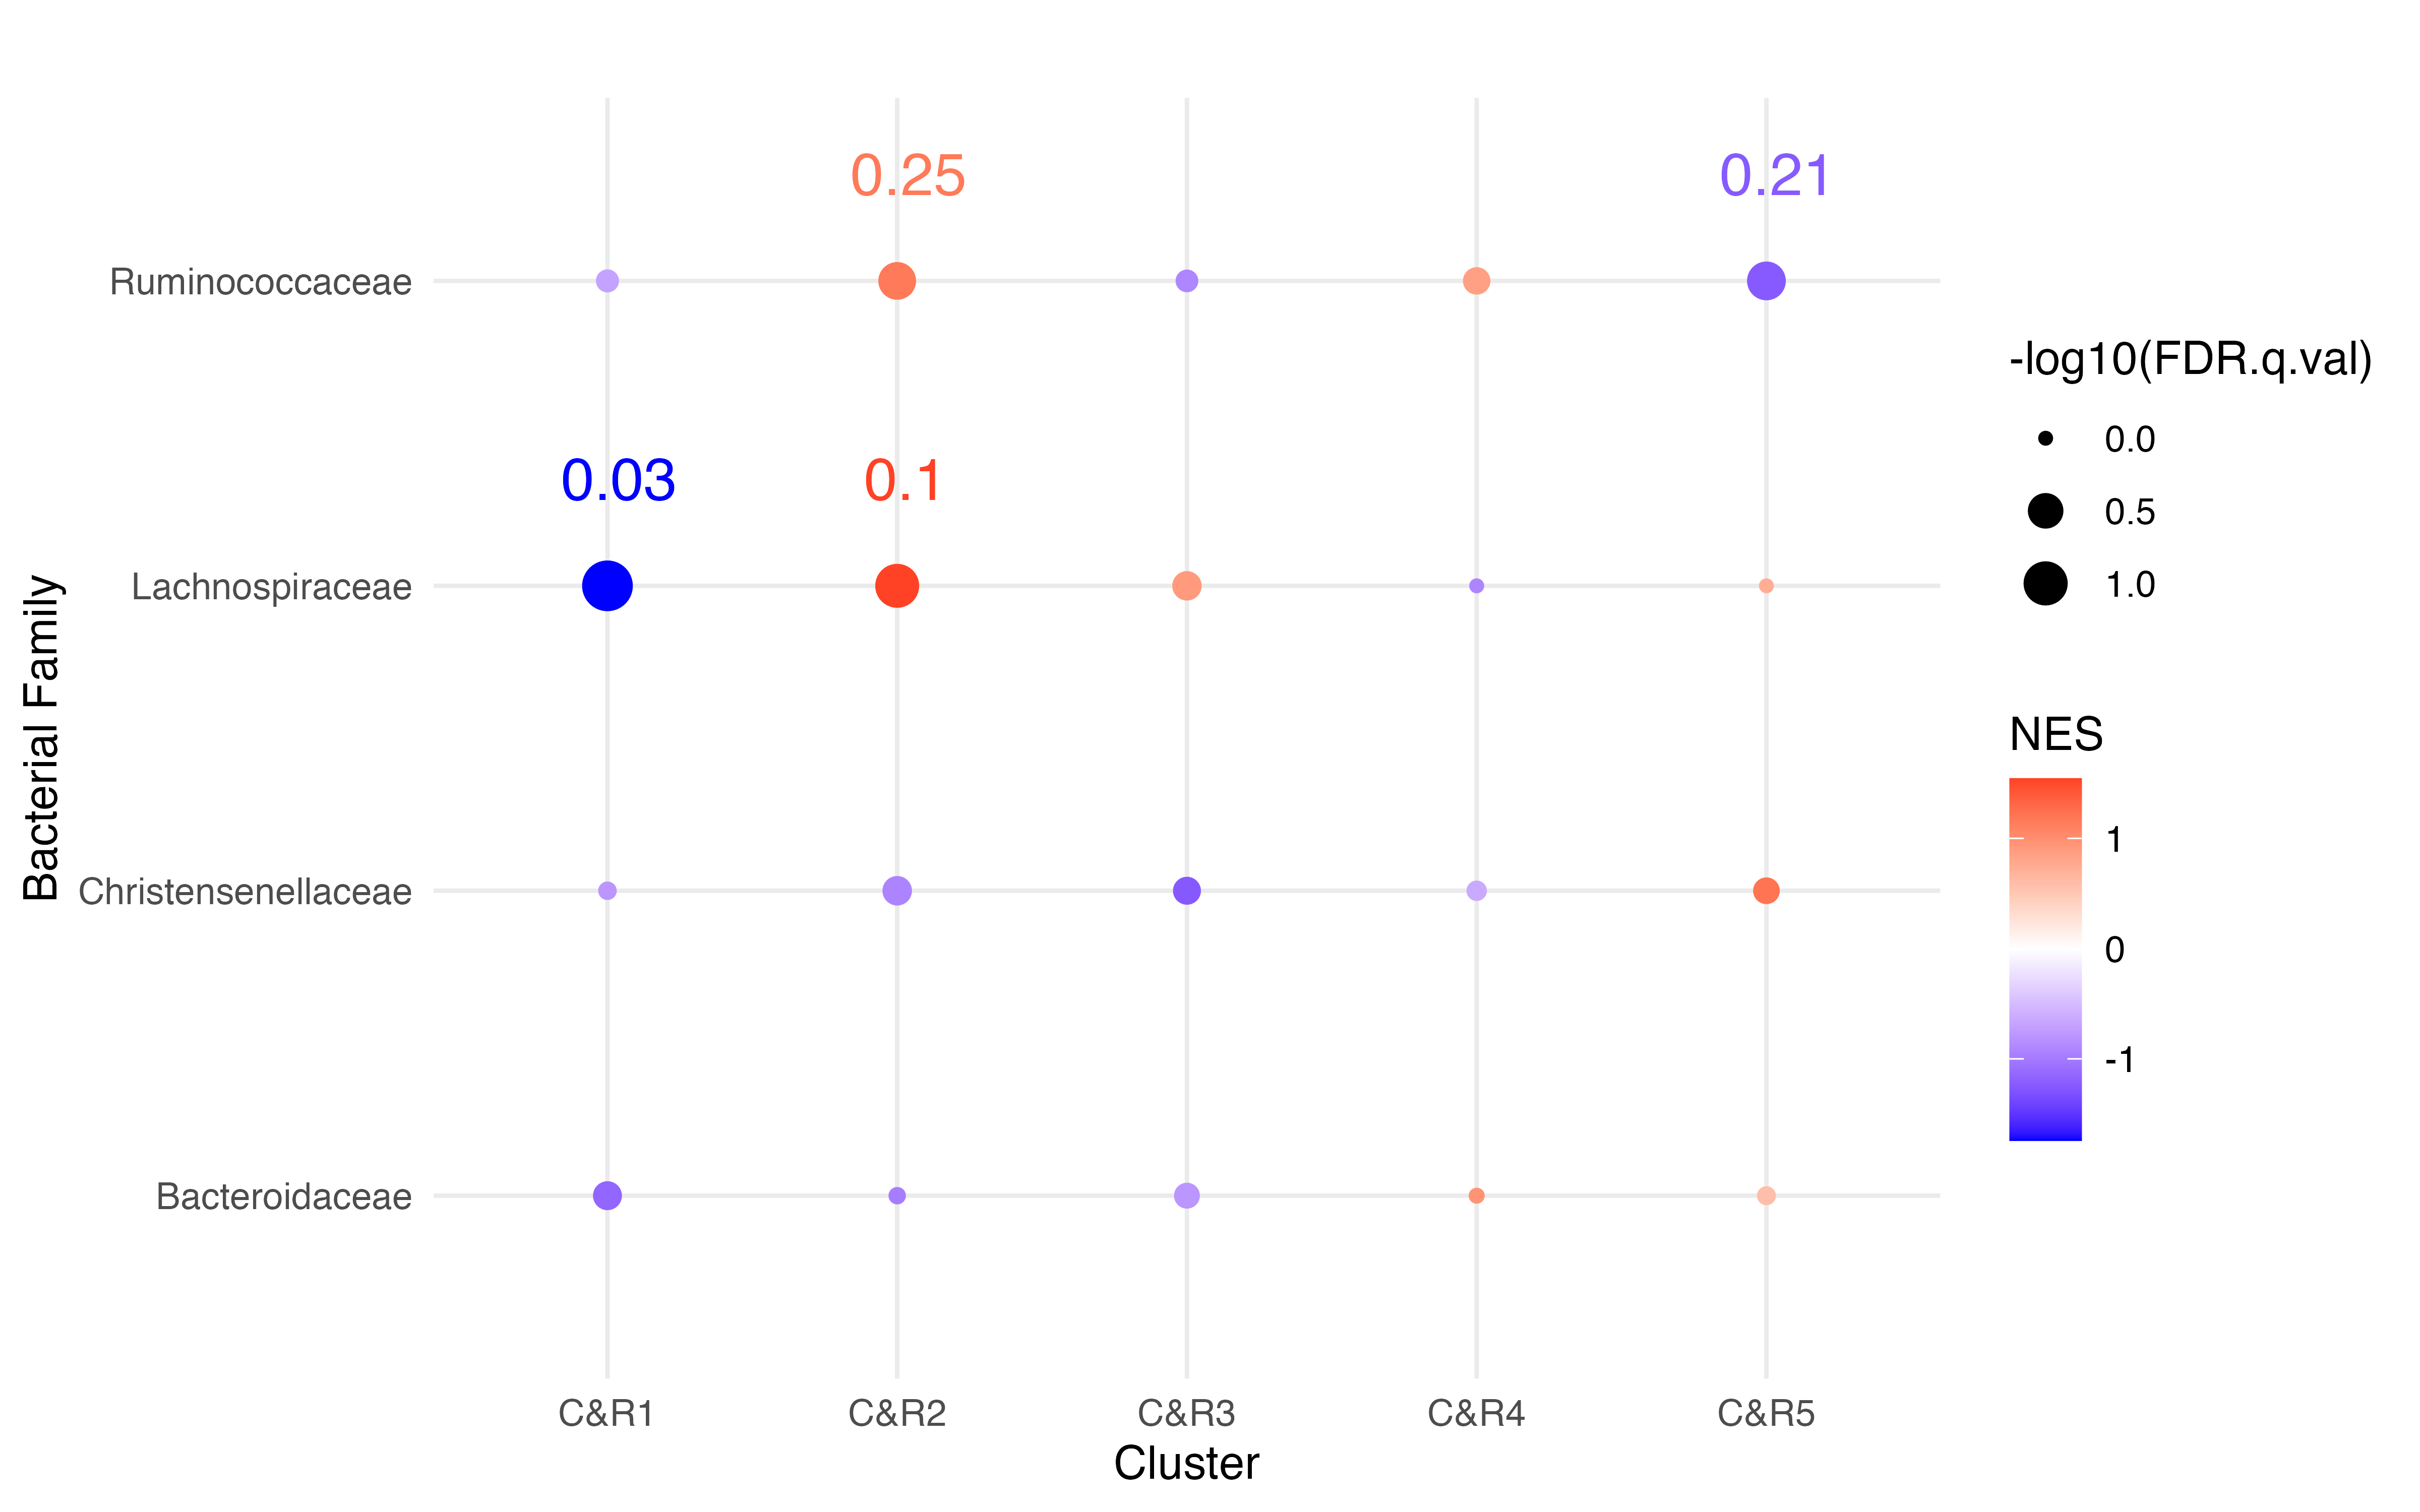 0.25
0.21
Ruminococcaceae
0.03
0.1
Lachnospiraceae
Christensenellaceae
Bacteroidaceae
Bacterial Family
C&R1
C&R2
C&R3
C&R4
C&R5
Cluster
-log10(FDR.q.val)
0.0
0.5
1.0
NES
1
0
-1